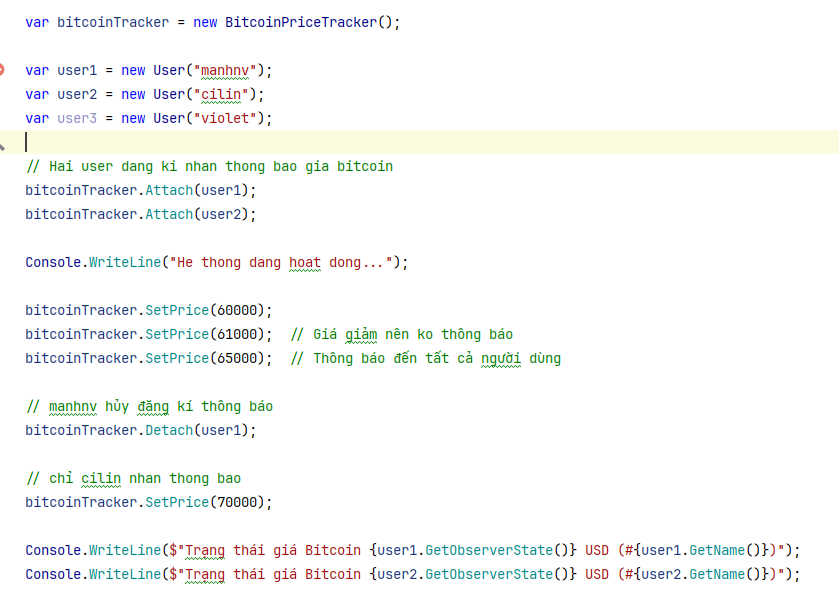 var bitcoinTracker = new BitcoinPriceTracker();
var user1 = new User("manhnv");
var user2 = new User("cilin");
var user3 = new User("violet");
// Hai user dang ki nhan thong bao gia bitcoin
bitcoinTracker.Attach(user1);
bitcoinTracker.Attach(user2);
Console.WriteLine("He thong dang hoat dong...");
bitcoinTracker.SetPrice(60000);
bitcoinTracker.SetPrice(61000);  // Giá giảm nên ko thông báo
bitcoinTracker.SetPrice(65000);  // Thông báo đến tất cả người dùng
// manhnv hủy đăng kí thông báo
bitcoinTracker.Detach(user1);
// chỉ cilin nhan thong bao
bitcoinTracker.SetPrice(70000);
Console.WriteLine($"Trạng thái giá Bitcoin {user1.GetObserverState()} USD (#{user1.GetName()})");
Console.WriteLine($"Trạng thái giá Bitcoin {user2.GetObserverState()} USD (#{user2.GetName()})");